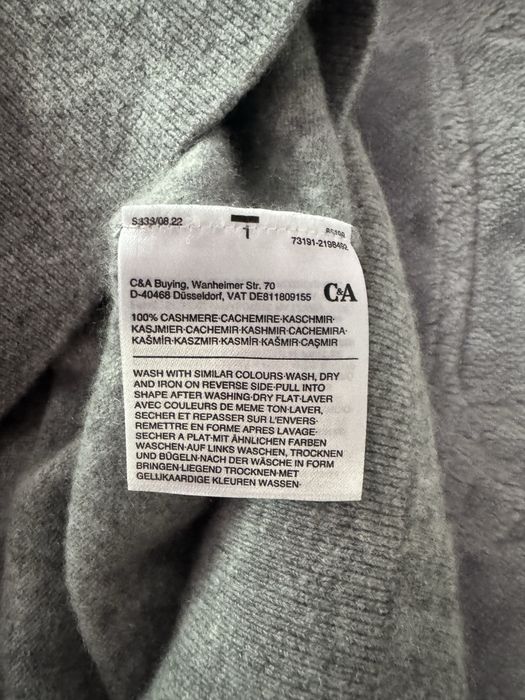 S333/08.22
73191-2198492
C&A Buying, Wanheimer Str. 70
D-40468 Düsseldorf, VAT DE811809155
C&A
100% CASHMERE·CACHEMIRE·KASCHMIR·
KASJMIER·CACHEMIR·KASHMIR·CACHEMIRA·
KAŠMÍR·KASZMIR·KASMÍR·KAŠMIR·CAŞMIR
WASH WITH SIMILAR COLOURS·WASH, DRY
AND IRON ON REVERSE SIDE·PULL INTO
SHAPE AFTER WASHING·DRY FLAT·LAVER
AVEC COULEURS DE MEME TON·LAVER,
SECHER ET REPASSER SUR L'ENVERS·
REMETTRE EN FORME APRES LAVAGE·
SECHER A PLAT·MIT ÄHNLICHEN FARBEN
WASCHEN·AUF LINKS WASCHEN, TROCKNEN
UND BÜGELN·NACH DER WÄSCHE IN FORM
BRINGEN·LIEGEND TROCKNEN·MET
GELIJKAARDIGE KLEUREN WASSEN·